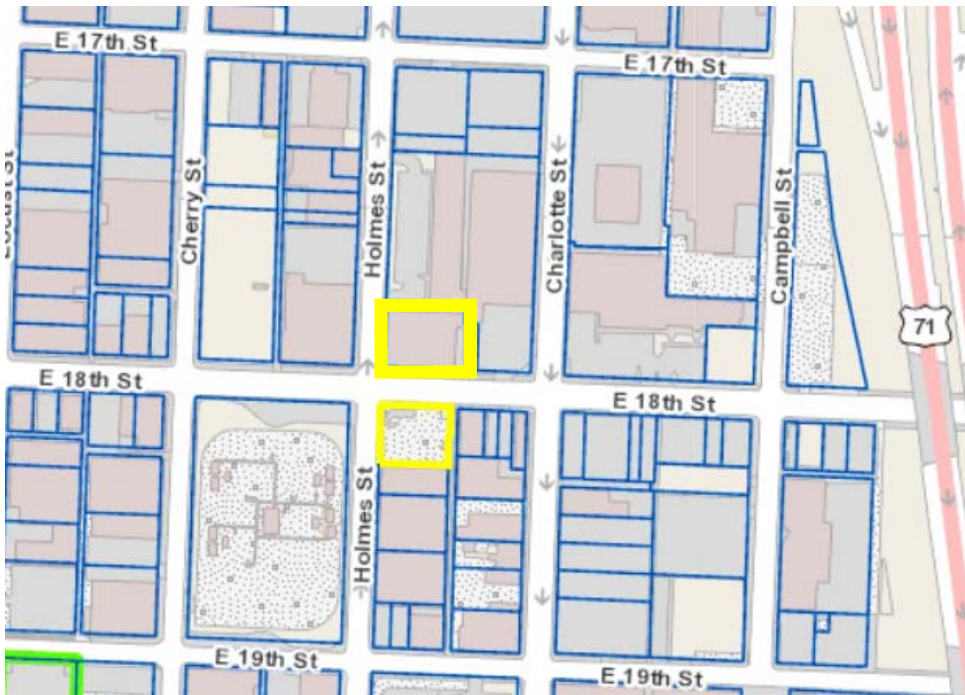 E 17th St
E 17th St
Cherry St
Holmes St
Charlotte St
Campbell St
71
E 18th St
E 18th St
Holmes St
E 19th St
E 19th St